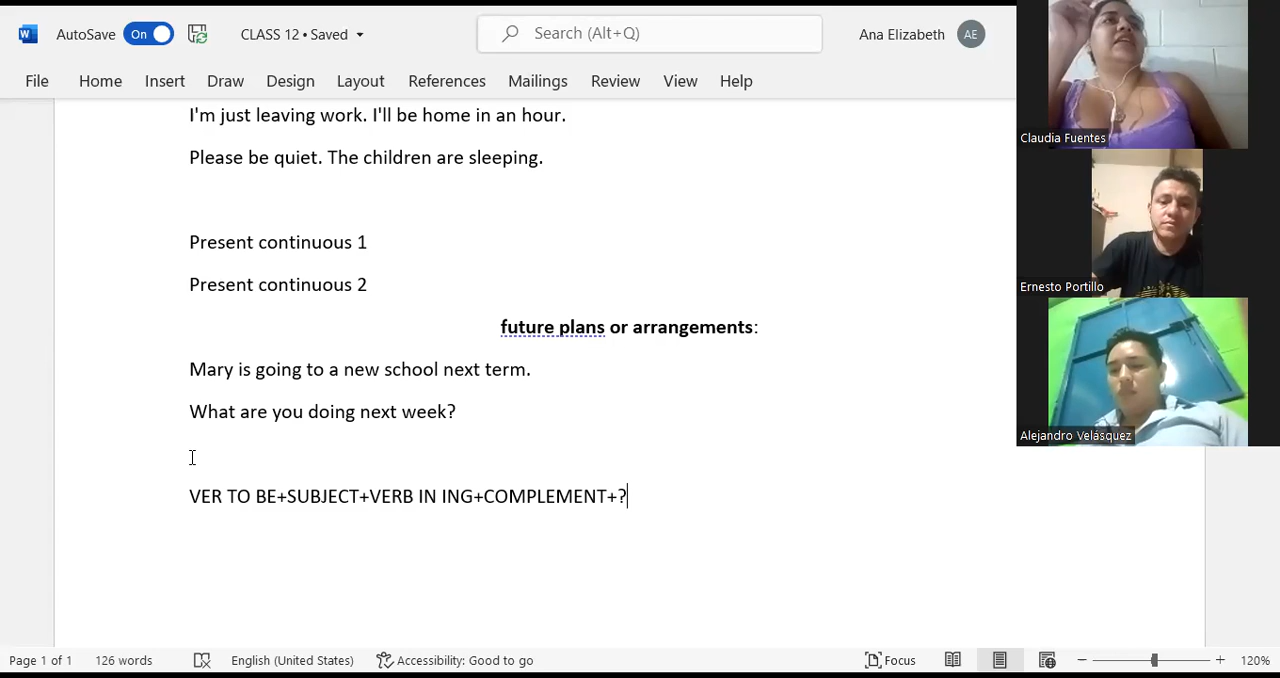 AutoSave On CLASS 12 • Saved Search (Alt+Q) Ana Elizabeth AE
File Home Insert Draw Design Layout References Mailings Review View Help
I'm just leaving work. I'll be home in an hour.
Please be quiet. The children are sleeping.
Present continuous 1
Present continuous 2
future plans or arrangements:
Mary is going to a new school next term.
What are you doing next week?
VER TO BE+SUBJECT+VERB IN ING+COMPLEMENT+?
Page 1 of 1 126 words English (United States) Accessibility: Good to go Focus 120%
Claudia Fuentes
Ernesto Portillo
Alejandro Velásquez